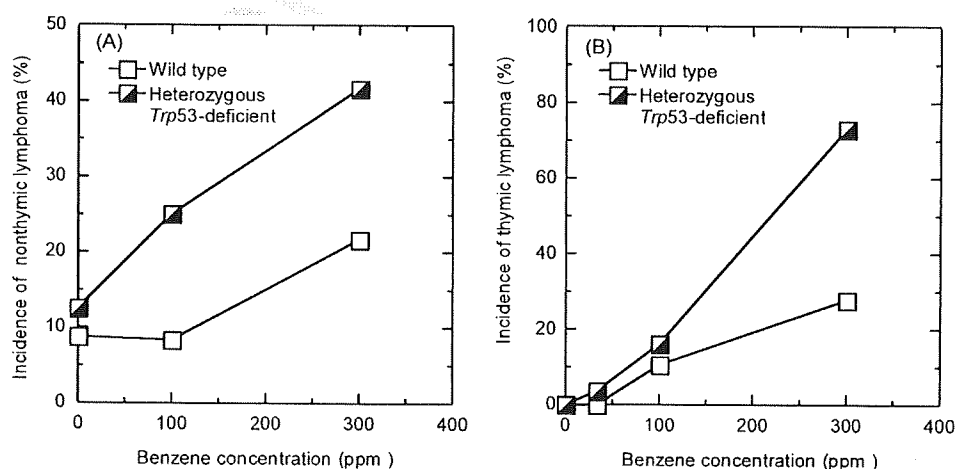 (A)
Wild type
Heterozygous
Trp53-deficient
Incidence of nonthymic lymphoma (%)
50
40
30
20
10
0
0 100 200 300 400
Benzene concentration (ppm )
(B)
Wild type
Heterozygous
Trp53-deficient
Incidence of thymic lymphoma (%)
100
80
60
40
20
0
0 100 200 300 400
Benzene concentration (ppm )